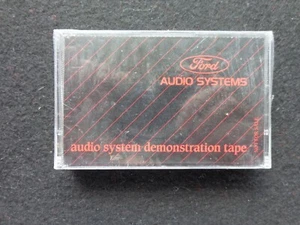 Ford
AUDIO SYSTEMS
audio system demonstration tape